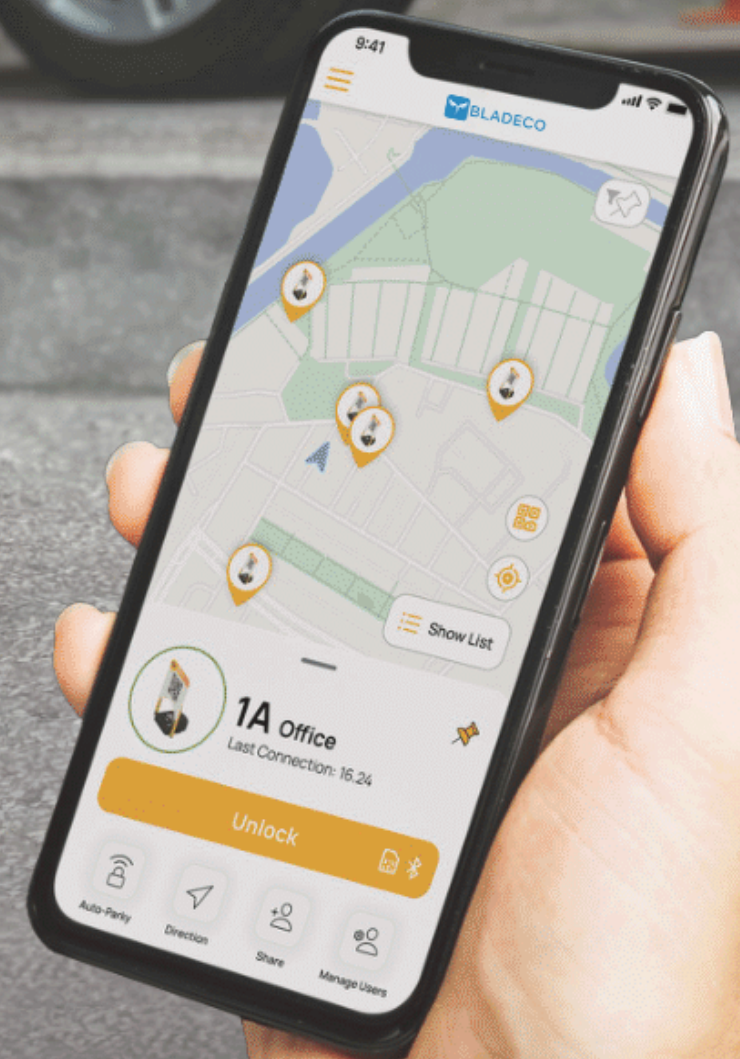 9:41
BLADECO
Show List
1A Office
Last Connection: 16.24
Unlock
Auto-Parky
Direction
Share
Manage Users